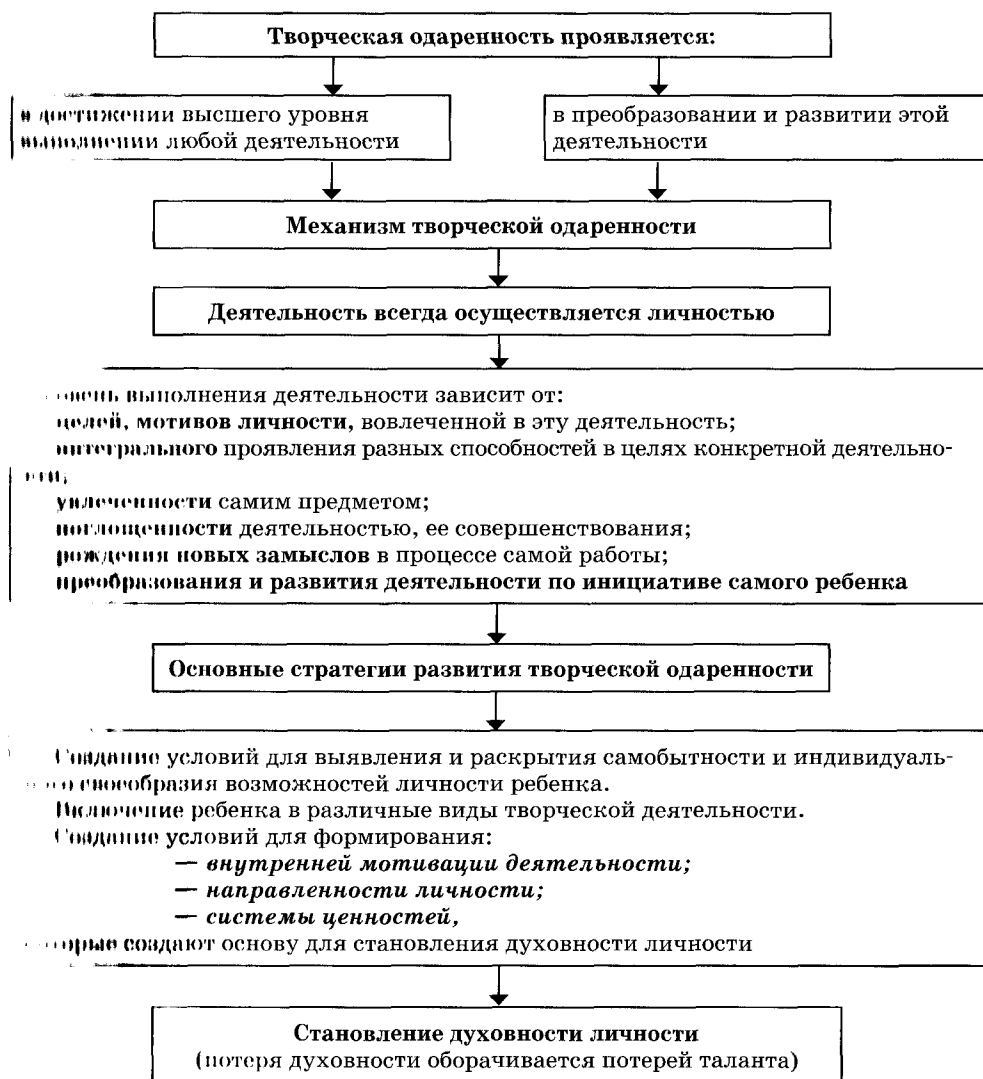 Творческая одаренность проявляется:
в достижении высшего уровня
выполнении любой деятельности
в преобразовании и развитии этой
деятельности
Механизм творческой одаренности
Деятельность всегда осуществляется личностью
выполнения деятельности зависит от:
целей, мотивов личности, вовлеченной в эту деятельность;
интегрального проявления разных способностей в целях конкретной деятельно-
увлеченности самим предметом;
поглощенности деятельностью, ее совершенствования;
рождения новых замыслов в процессе самой работы;
преобразования и развития деятельности по инициативе самого ребенка
Основные стратегии развития творческой одаренности
Создание условий для выявления и раскрытия самобытности и индивидуаль-
своеобразия возможностей личности ребенка.
Включение ребенка в различные виды творческой деятельности.
Создание условий для формирования:
— внутренней мотивации деятельности;
— направленности личности;
— системы ценностей,
создают основу для становления духовности личности
Становление духовности личности
(потеря духовности оборачивается потерей таланта)